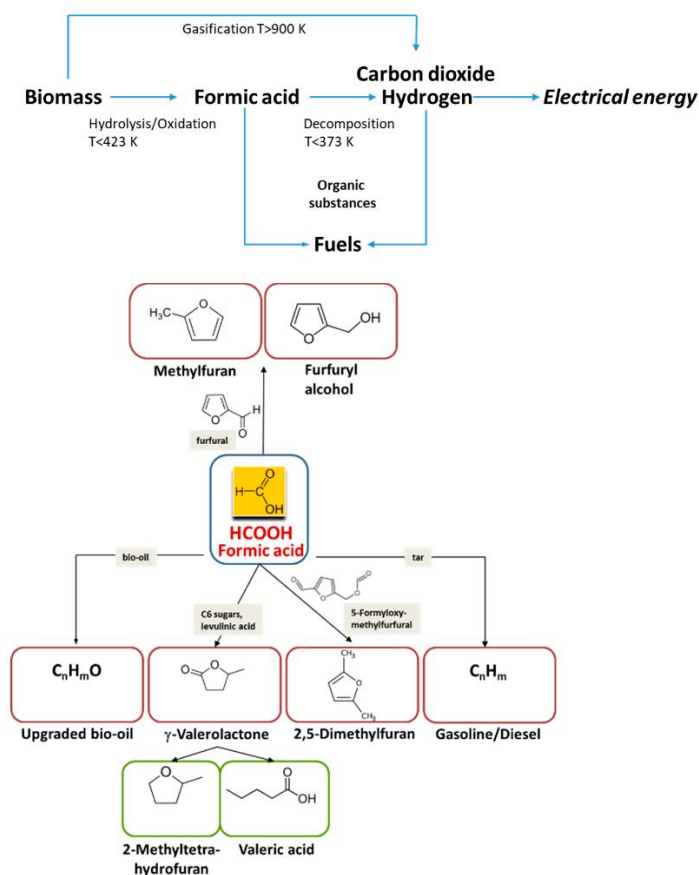 Gasification T>900 K
Biomass
Formic acid
Carbon dioxide
Hydrogen
Electrical energy
Hydrolysis/Oxidation
T<423 K
Decomposition
T<373 K
Organic
substances
Fuels
H₃C
O
O
OH
Methylfuran
Furfuryl
alcohol
O
H
O
furfural
O
H
C
OH
HCOOH
Formic acid
bio-oil
tar
O
O
O
O
C6 sugars,
levulinic acid
5-Formyloxy-
methylfurfural
CₙHₘO
O
O
CH₃
O
CH₃
CₙHₘ
Upgraded bio-oil
γ-Valerolactone
2,5-Dimethylfuran
Gasoline/Diesel
O
O
OH
2-Methyltetra-
hydrofuran
Valeric acid